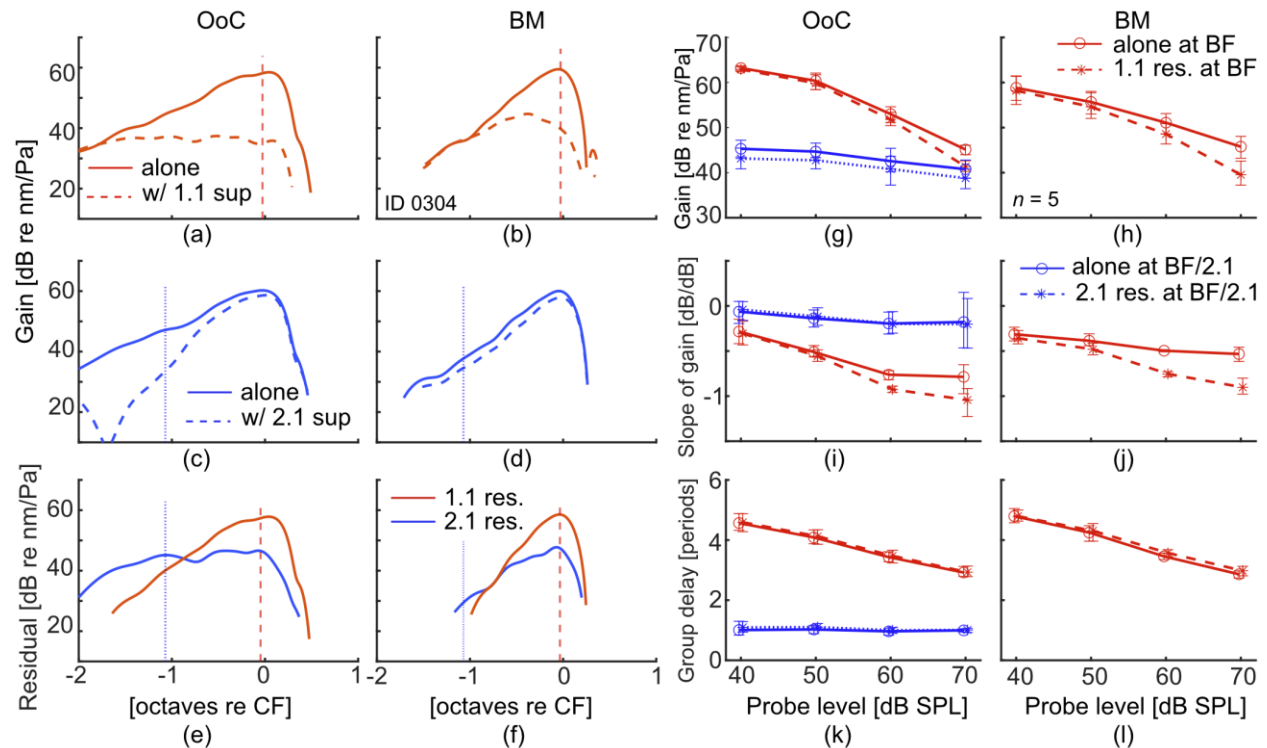 OoC
BM
OoC
BM
Gain [dB re nm/Pa]
60
40
20
alone
w/ 1.1 sup
(a)
ID 0304
(b)
70
60
50
40
30
Gain [dB re nm/Pa]
(g)
alone at BF
1.1 res. at BF
n = 5
(h)
60
40
20
alone
w/ 2.1 sup
(c)
(d)
0
-1
Slope of gain [dB/dB]
(i)
alone at BF/2.1
2.1 res. at BF/2.1
(j)
Residual [dB re nm/Pa]
60
40
20
-2
-1
0
1
[octaves re CF]
(e)
1.1 res.
2.1 res.
-2
-1
0
1
[octaves re CF]
(f)
Group delay [periods]
6
4
2
0
40
50
60
70
Probe level [dB SPL]
(k)
40
50
60
70
Probe level [dB SPL]
(l)